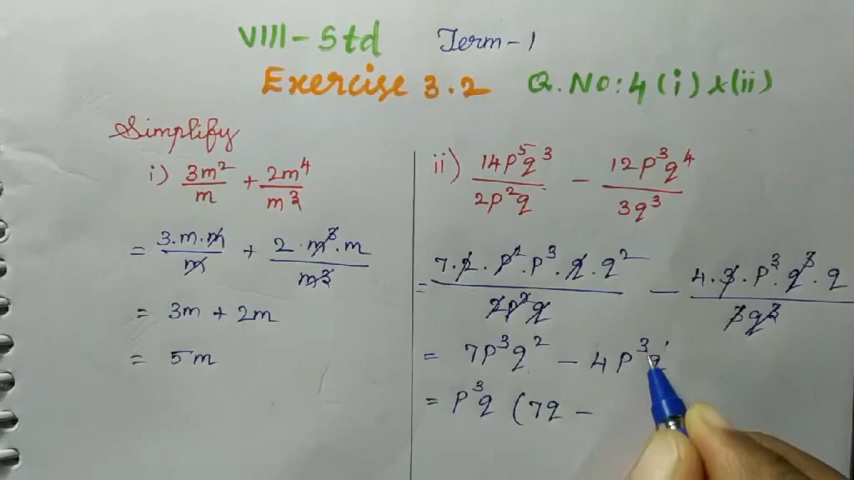 VIII-Std Term-1
Exercise 3.2 Q.NO:4(i)&(ii)
Simplify
i) 3m²/m + 2m⁴/m³
= 3.m.m/m + 2.m³.m/m³
= 3m + 2m
= 5m
ii) 14p⁵q³/2p²q - 12p³q⁴/3q³
= 7.2.p².p³.q.q²/2p²q - 4.3.p³.q³.q/3q³
= 7p³q² - 4p³q
= p³q (7q -